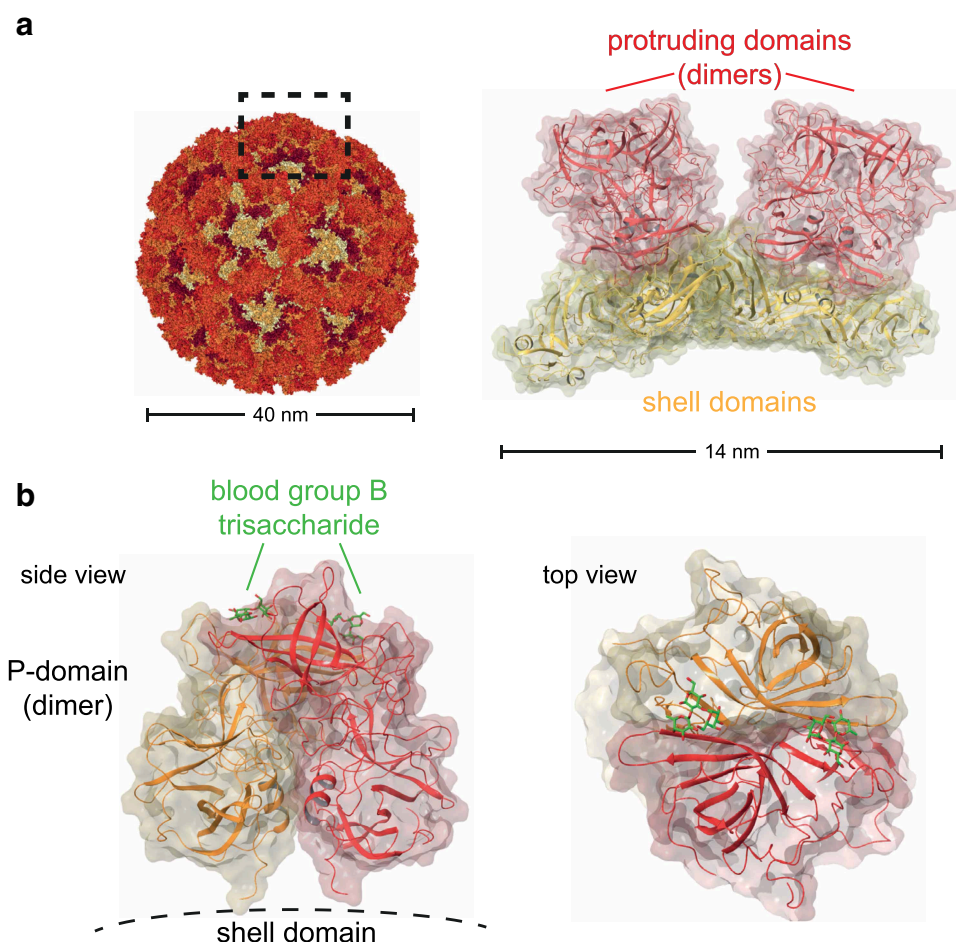 a
protruding domains
(dimers)
shell domains
40 nm
14 nm
b
blood group B
trisaccharide
side view
top view
P-domain
(dimer)
shell domain